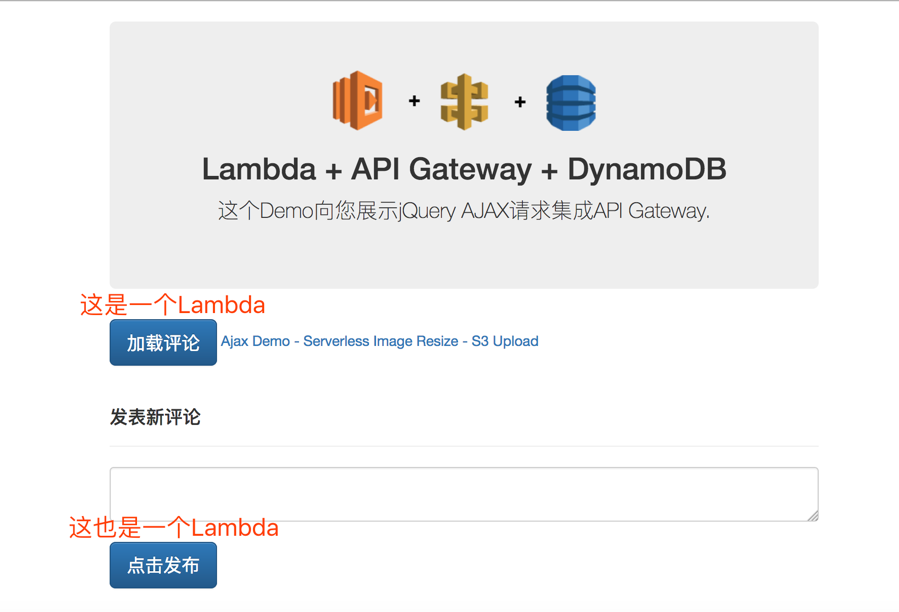 + +
Lambda + API Gateway + DynamoDB
这个Demo向您展示jQuery AJAX请求集成API Gateway.
这是一个Lambda
加载评论 Ajax Demo - Serverless Image Resize - S3 Upload
发表新评论
这也是一个Lambda
点击发布